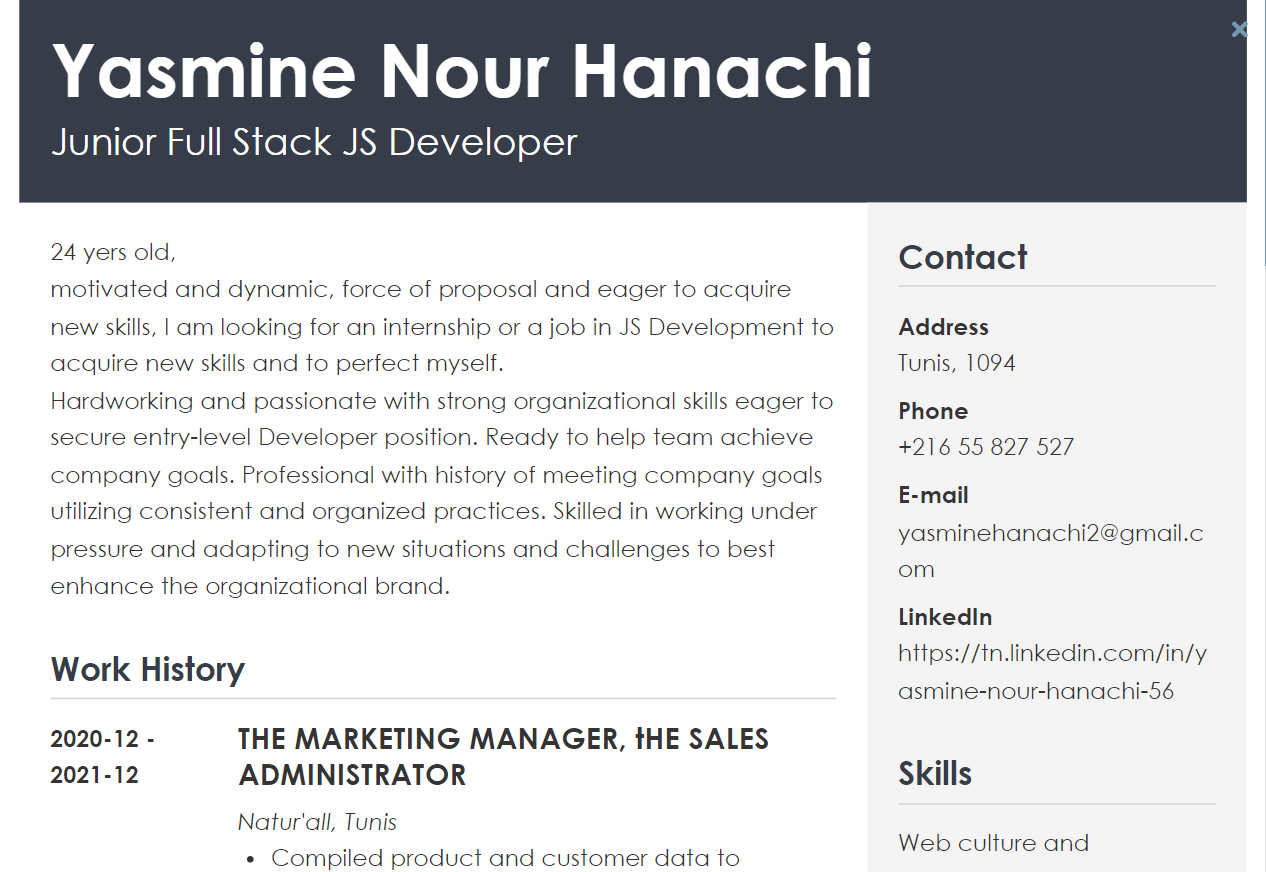 Yasmine Nour Hanachi
Junior Full Stack JS Developer
24 yers old,
motivated and dynamic, force of proposal and eager to acquire
new skills, I am looking for an internship or a job in JS Development to
acquire new skills and to perfect myself.
Hardworking and passionate with strong organizational skills eager to
secure entry-level Developer position. Ready to help team achieve
company goals. Professional with history of meeting company goals
utilizing consistent and organized practices. Skilled in working under
pressure and adapting to new situations and challenges to best
enhance the organizational brand.
Work History
2020-12 -
2021-12
THE MARKETING MANAGER, tHE SALES
ADMINISTRATOR
Natur'all, Tunis
• Compiled product and customer data to
Contact
Address
Tunis, 1094
Phone
+216 55 827 527
E-mail
yasminehanachi2@gmail.c
om
LinkedIn
https://tn.linkedin.com/in/y
asmine-nour-hanachi-56
Skills
Web culture and